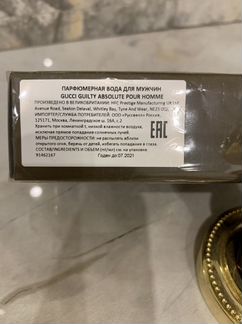 ПАРФЮМЕРНАЯ ВОДА ДЛЯ МУЖЧИН
GUCCI GUILTY ABSOLUTE POUR HOMME
ПРОИЗВЕДЕНО В ВЕЛИКОБРИТАНИИ: HFC Prestige Manufacturing UK Ltd
Avenue Road, Seaton Delaval, Whitley Bay, Tyne And Wear, NE25 0QJ,
ИМПОРТЕР/СЛУЖБА ПОТРЕБИТЕЛЕЙ: ООО «Русскосметик» Россия,
125171, Москва, Ленинградское ш. 16А, с.2
Хранить при комнатной t, низкой влажности воздуха,
исключая прямое попадание солнечных лучей.
МЕРЫ ПРЕДОСТОРОЖНОСТИ: не распылять вблизи
открытого огня, беречь от детей, избегать попадания в глаза.
СОСТАВ/INGREDIENTS И ОБЪЕМ (ml/мл) см. на упаковке
91462167 Годен до 07.2021
EAC